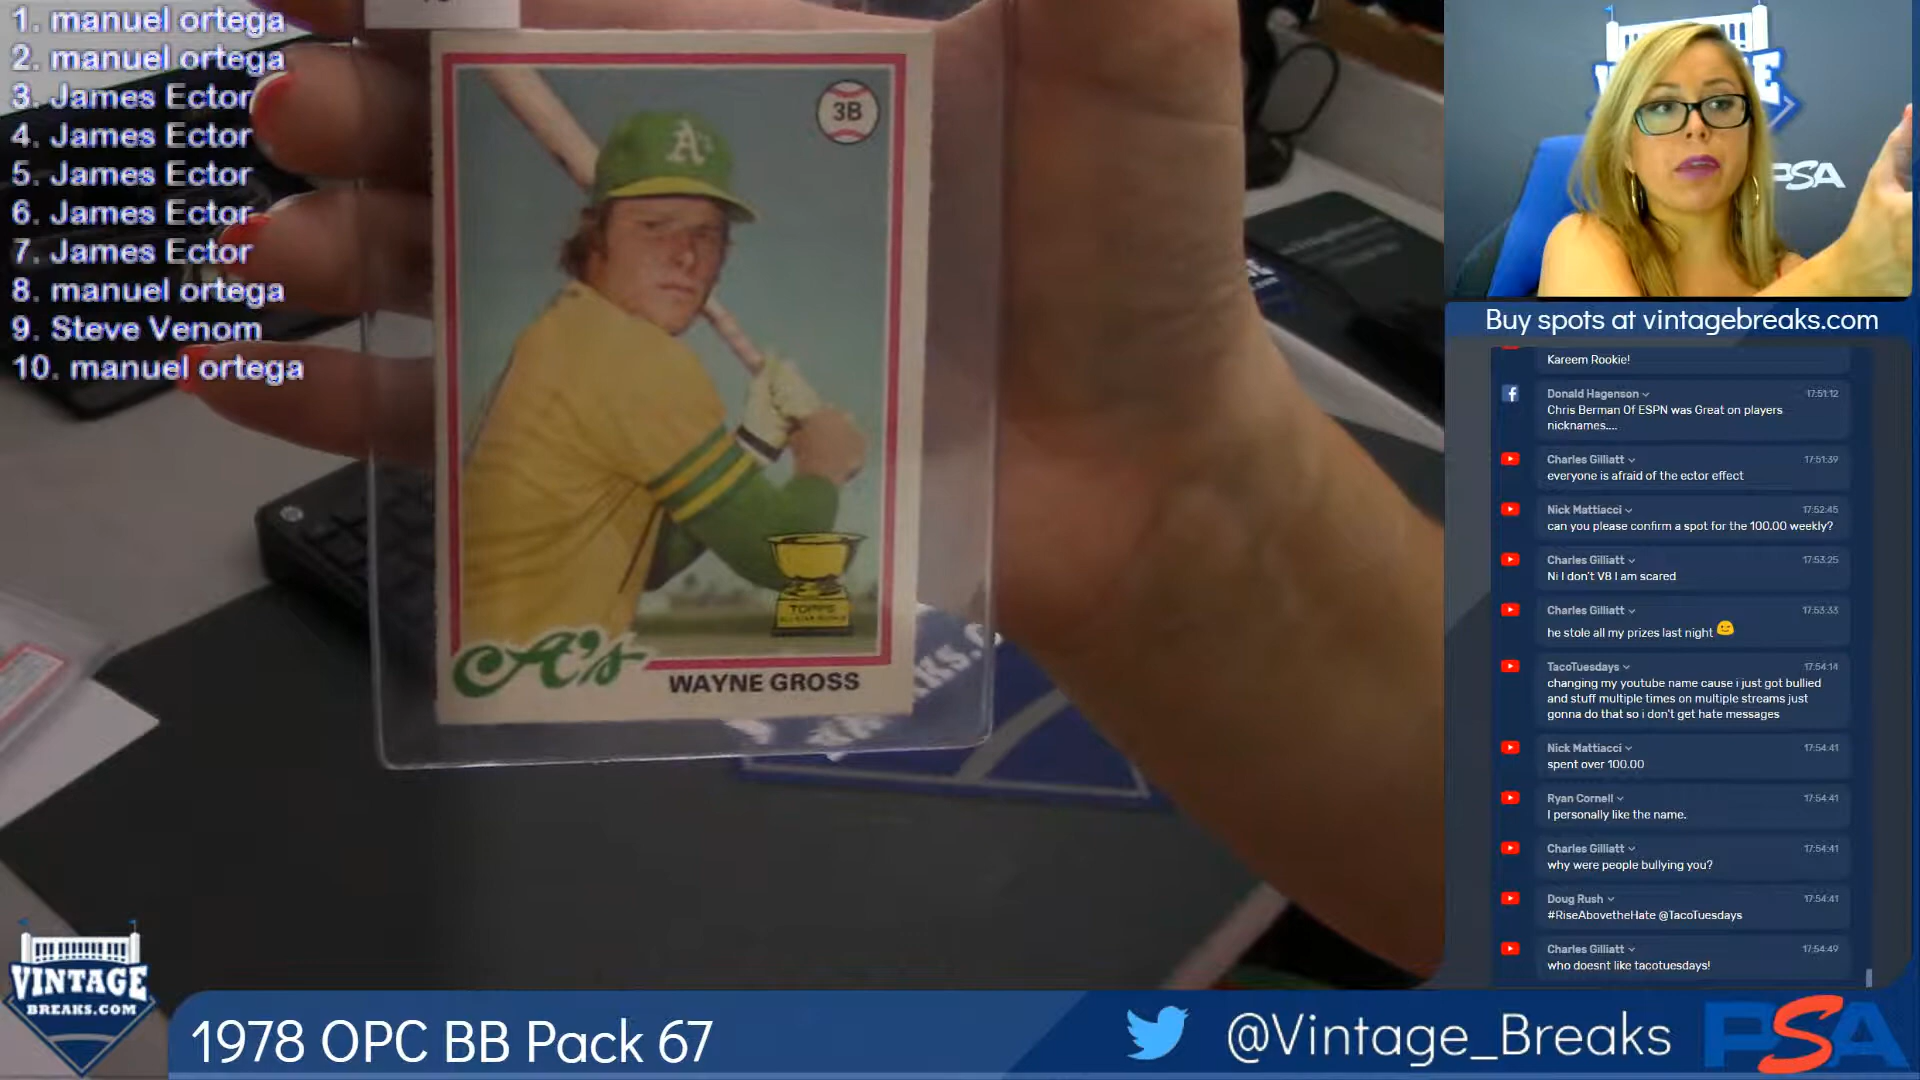 1. manuel ortega
2. manuel ortega
3. James Ector
4. James Ector
5. James Ector
6. James Ector
7. James Ector
8. manuel ortega
9. Steve Venom
10. manuel ortega
3B
A's
TOPPS
A's
WAYNE GROSS
PSA
Buy spots at vintagebreaks.com
Kareem Rookie!
Donald Hagenson 17:51:12
Chris Berman Of ESPN was Great on players
nicknames....
Charles Gilliatt 17:51:39
everyone is afraid of the ector effect
Nick Mattiacci 17:52:45
can you please confirm a spot for the 100.00 weekly?
Charles Gilliatt 17:53:25
Ni I don't V8 I am scared
Charles Gilliatt 17:53:33
he stole all my prizes last night
TacoTuesdays 17:54:14
changing my youtube name cause i just got bullied
and stuff multiple times on multiple streams just
gonna do that so i don't get hate messages
Nick Mattiacci 17:54:41
spent over 100.00
Ryan Cornell 17:54:41
I personally like the name.
Charles Gilliatt 17:54:41
why were people bullying you?
Doug Rush 17:54:41
#RiseAbovetheHate @TacoTuesdays
Charles Gilliatt 17:54:49
who doesnt like tacotuesdays!
VINTAGE
BREAKS.COM
1978 OPC BB Pack 67
@Vintage_Breaks
PSA